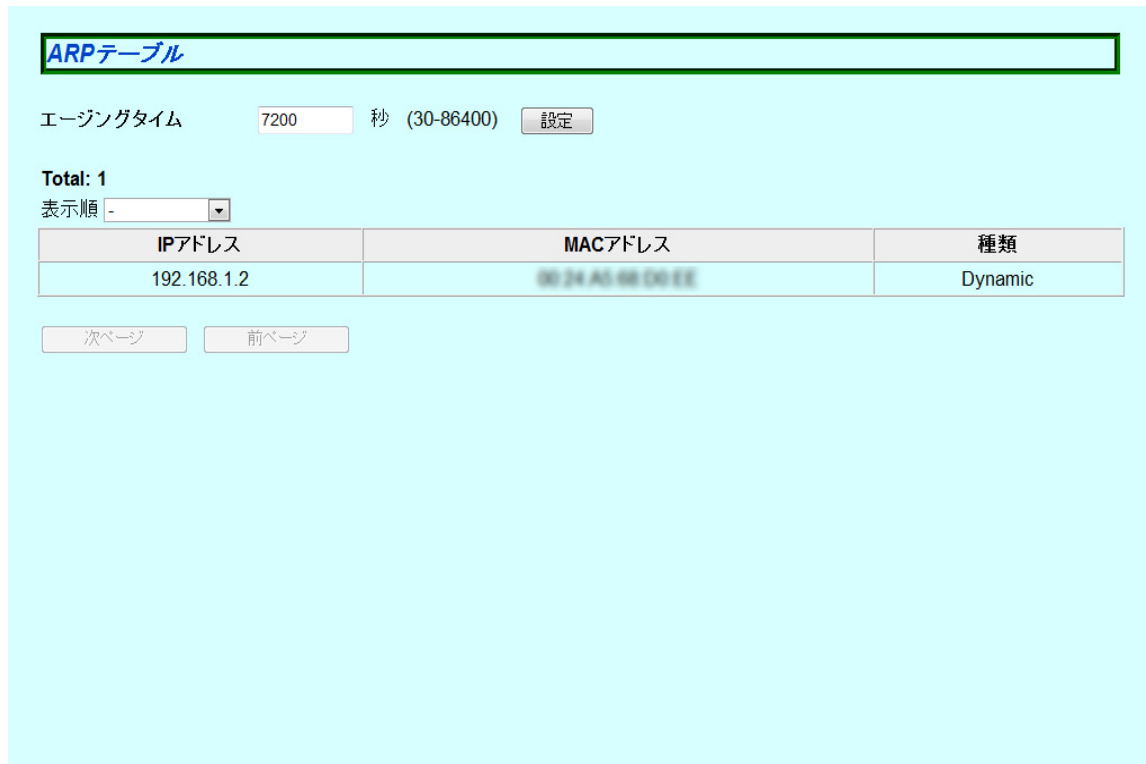 ARPテーブル
エージングタイム 7200 秒 (30-86400) 設定
Total: 1
表示順 -
IPアドレス MACアドレス 種類
192.168.1.2 Dynamic
次ページ 前ページ